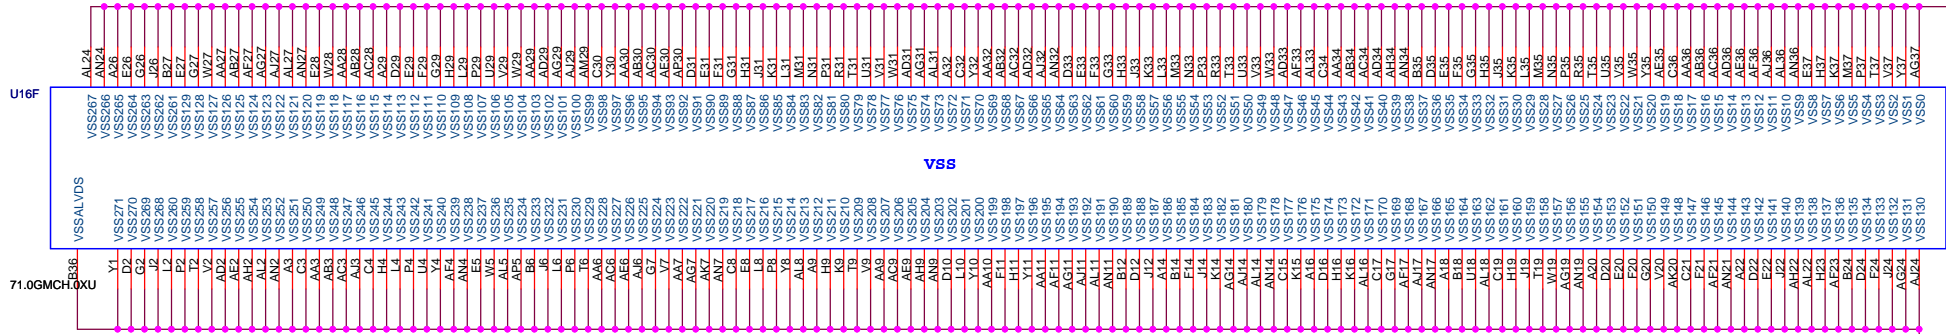 AL24 AN24 A26 E26 G26 J26 B27 E27 G27 W27 AA27 AB27 AF27 AG27 AJ27 AL27 AN27 E28 W28 AA28 AB28 AC28 A29 D29 E29 F29 G29 H29 L29 P29 U29 V29 W29 AA29 AD29 AG29 AJ29 AM29 C30 Y30 AA30 AB30 AC30 AE30 AP30 D31 E31 F31 G31 H31 J31 K31 L31 M31 N31 P31 R31 T31 U31 V31 W31 AD31 AG31 AL31 A32 C32 Y32 AA32 AB32 AC32 AD32 AJ32 AN32 D33 E33 F33 G33 H33 J33 K33 L33 M33 N33 P33 R33 T33 U33 V33 W33 AD33 AF33 AL33 C34 AA34 AB34 AC34 AD34 AH34 AN34 B35 D35 E35 F35 G35 H35 J35 K35 L35 M35 N35 P35 R35 T35 U35 V35 W35 Y35 AE35 C36 AA36 AB36 AC36 AD36 AE36 AF36 AJ36 AL36 AN36 E37 H37 K37 M37 P37 T37 V37 Y37 AG37
U16F
VSS267 VSS266 VSS265 VSS264 VSS263 VSS262 VSS261 VSS129 VSS128 VSS127 VSS126 VSS125 VSS124 VSS123 VSS122 VSS121 VSS120 VSS119 VSS118 VSS117 VSS116 VSS115 VSS114 VSS113 VSS112 VSS111 VSS110 VSS109 VSS108 VSS107 VSS106 VSS105 VSS104 VSS103 VSS102 VSS101 VSS100 VSS99 VSS98 VSS97 VSS96 VSS95 VSS94 VSS93 VSS92 VSS91 VSS90 VSS89 VSS88 VSS87 VSS86 VSS85 VSS84 VSS83 VSS82 VSS81 VSS80 VSS79 VSS78 VSS77 VSS76 VSS75 VSS74 VSS73 VSS72 VSS71 VSS70 VSS69 VSS68 VSS67 VSS66 VSS65 VSS64 VSS63 VSS62 VSS61 VSS60 VSS59 VSS58 VSS57 VSS56 VSS55 VSS54 VSS53 VSS52 VSS51 VSS50 VSS49 VSS48 VSS47 VSS46 VSS45 VSS44 VSS43 VSS42 VSS41 VSS40 VSS39 VSS38 VSS37 VSS36 VSS35 VSS34 VSS33 VSS32 VSS31 VSS30 VSS29 VSS28 VSS27 VSS26 VSS25 VSS24 VSS23 VSS22 VSS21 VSS20 VSS19 VSS18 VSS17 VSS16 VSS15 VSS14 VSS13 VSS12 VSS11 VSS10 VSS9 VSS8 VSS7 VSS6 VSS5 VSS4 VSS3 VSS2 VSS1 VSS0
VSS
VSSALVDS VSS271 VSS270 VSS269 VSS268 VSS260 VSS259 VSS258 VSS257 VSS256 VSS255 VSS254 VSS253 VSS252 VSS251 VSS250 VSS249 VSS248 VSS247 VSS246 VSS245 VSS244 VSS243 VSS242 VSS241 VSS240 VSS239 VSS238 VSS237 VSS236 VSS235 VSS234 VSS233 VSS232 VSS231 VSS230 VSS229 VSS228 VSS227 VSS226 VSS225 VSS224 VSS223 VSS222 VSS221 VSS220 VSS219 VSS218 VSS217 VSS216 VSS215 VSS214 VSS213 VSS212 VSS211 VSS210 VSS209 VSS208 VSS207 VSS206 VSS205 VSS204 VSS203 VSS202 VSS201 VSS200 VSS199 VSS198 VSS197 VSS196 VSS195 VSS194 VSS193 VSS192 VSS191 VSS190 VSS189 VSS188 VSS187 VSS186 VSS185 VSS184 VSS183 VSS182 VSS181 VSS180 VSS179 VSS178 VSS177 VSS176 VSS175 VSS174 VSS173 VSS172 VSS171 VSS170 VSS169 VSS168 VSS167 VSS166 VSS165 VSS164 VSS163 VSS162 VSS161 VSS160 VSS159 VSS158 VSS157 VSS156 VSS155 VSS154 VSS153 VSS152 VSS151 VSS150 VSS149 VSS148 VSS147 VSS146 VSS145 VSS144 VSS143 VSS142 VSS141 VSS140 VSS139 VSS138 VSS137 VSS136 VSS135 VSS134 VSS133 VSS132 VSS131 VSS130
B36 Y1 D2 G2 J2 L2 P2 T2 V2 AD2 AE2 AH2 AL2 AN2 A3 C3 AA3 AB3 AC3 AJ3 C4 H4 L4 P4 U4 Y4 AF4 AN4 E5 W5 AL5 AP5 B6 J6 L6 P6 T6 AA6 AC6 AE6 AJ6 G7 V7 AA7 AG7 AK7 AN7 C8 E8 L8 P8 Y8 AL8 A9 H9 K9 T9 V9 AA9 AC9 AE9 AH9 AN9 D10 L10 Y10 AA10 F11 H11 Y11 AA11 AF11 AG11 AJ11 AL11 AN11 B12 D12 J12 A14 B14 F14 J14 K14 AG14 AJ14 AL14 AN14 C15 K15 A16 D16 H16 K16 AL16 C17 G17 AF17 AJ17 AN17 A18 B18 U18 AL18 C19 H19 J19 T19 W19 AG19 AN19 A20 D20 E20 F20 G20 V20 AK20 C21 F21 AF21 AN21 A22 D22 E22 J22 AH22 AL22 H23 AF23 B24 D24 F24 J24 AG24 AJ24
71.0GMCH.0XU